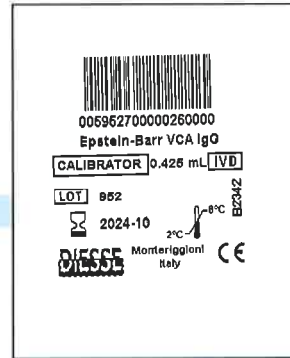 005952700000260000
Epstein-Barr VCA IgG
CALIBRATOR 0.425 mL IVD
LOT 952
B2342
2024-10
8°C
2°C
DIESSE Monteriggioni
Italy
CE